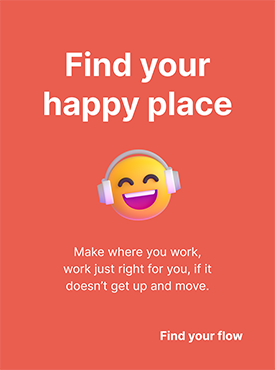 Find your
happy place
Make where you work,
work just right for you, if it
doesn’t get up and move.
Find your flow